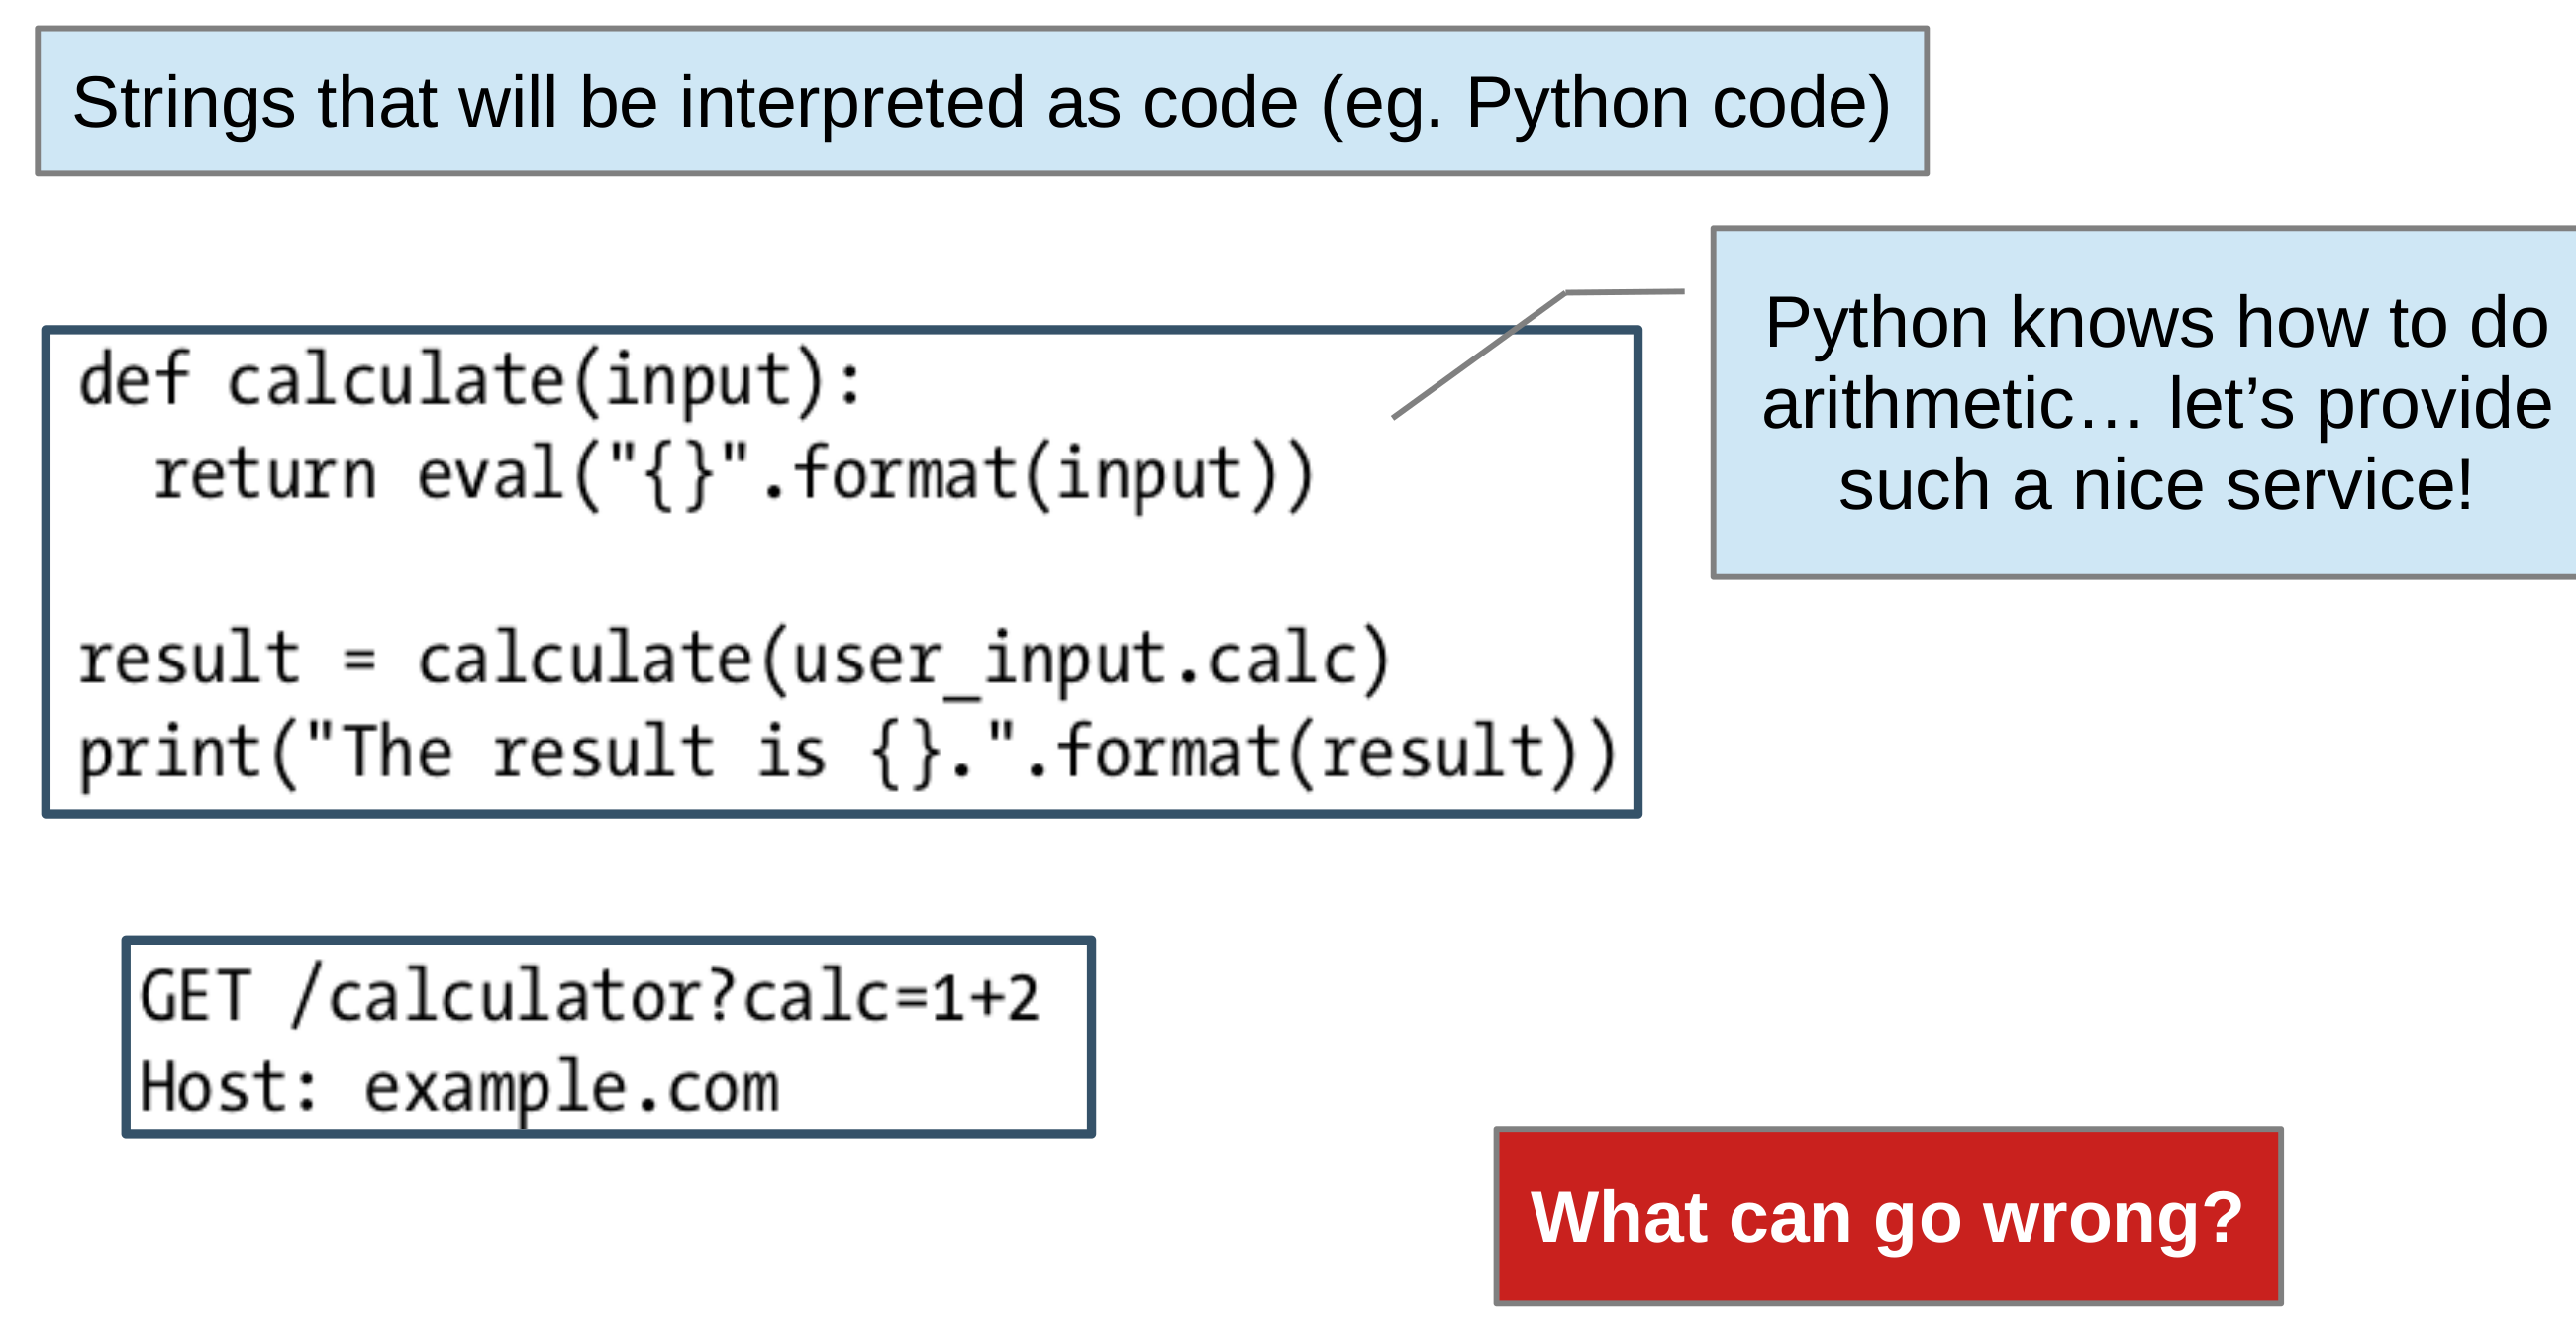 Strings that will be interpreted as code (eg. Python code)
Python knows how to do
arithmetic… let’s provide
such a nice service!
def calculate(input):
  return eval("{}".format(input))
result = calculate(user_input.calc)
print("The result is {}.".format(result))
GET /calculator?calc=1+2
Host: example.com
What can go wrong?